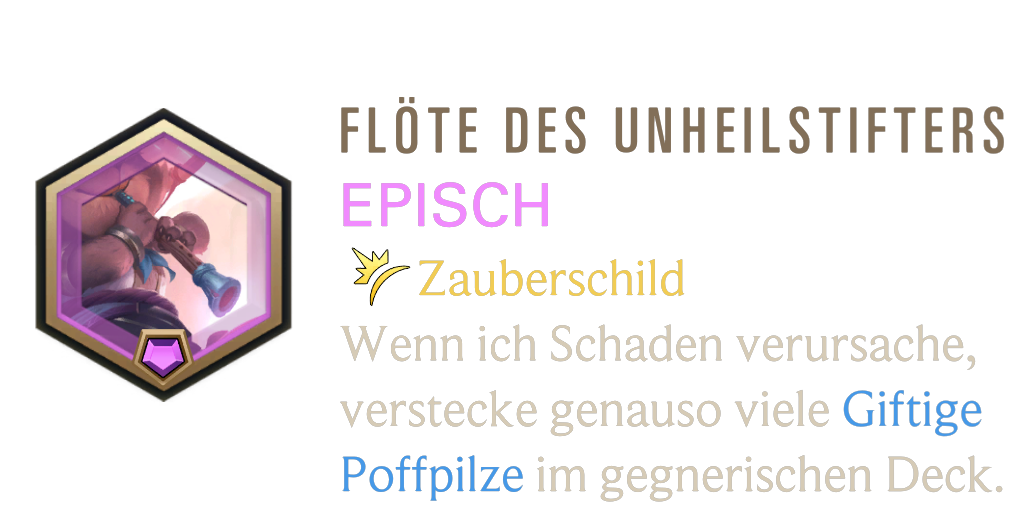 FLÖTE DES UNHEILSTIFTERS
EPISCH
Zauberschild
Wenn ich Schaden verursache,
verstecke genauso viele Giftige
Poffpilze im gegnerischen Deck.